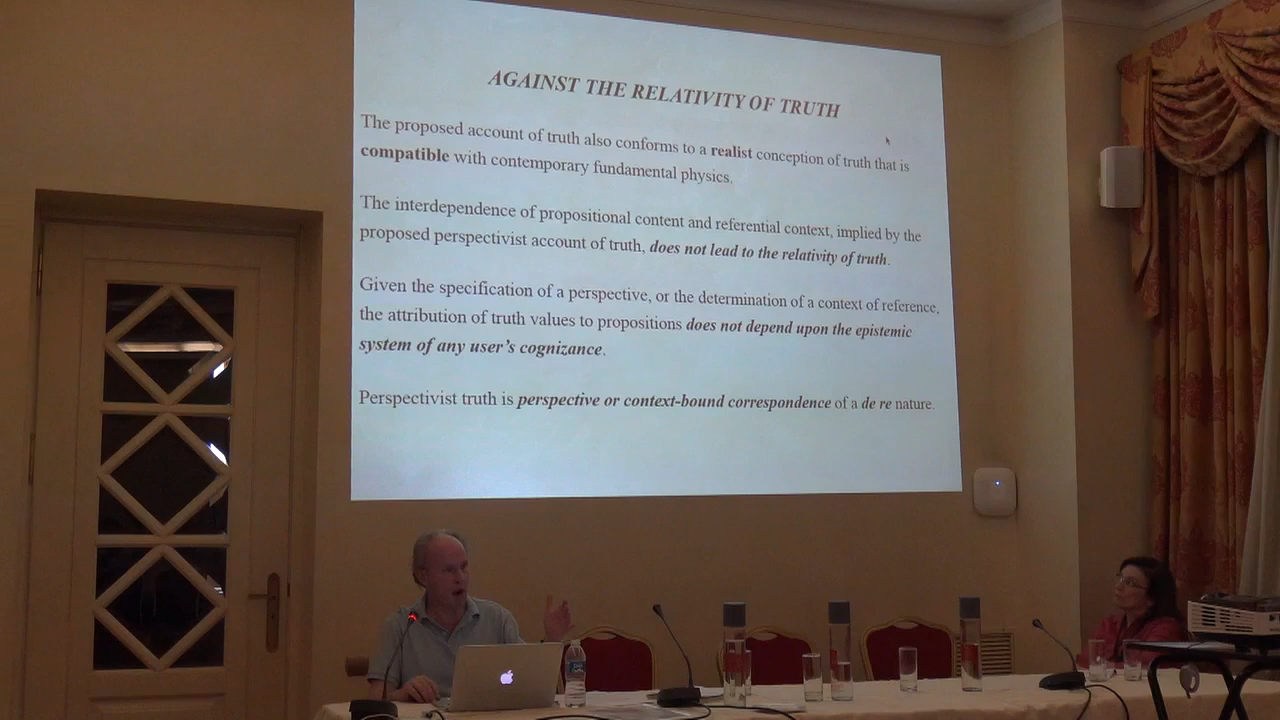 AGAINST THE RELATIVITY OF TRUTH
The proposed account of truth also conforms to a realist conception of truth that is
compatible with contemporary fundamental physics.
The interdependence of propositional content and referential context, implied by the
proposed perspectivist account of truth, does not lead to the relativity of truth.
Given the specification of a perspective, or the determination of a context of reference,
the attribution of truth values to propositions does not depend upon the epistemic
system of any user’s cognizance.
Perspectivist truth is perspective or context-bound correspondence of a de re nature.